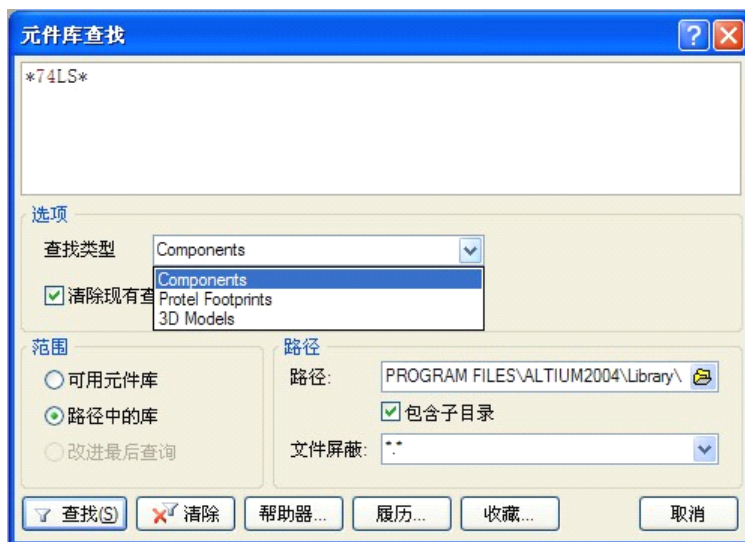 元件库查找
*74LS*
选项
查找类型 Components
Components
清除现有查
Protel Footprints
3D Models
范围
可用元件库
路径中的库
改进最后查询
路径
路径: PROGRAM FILES\ALTIUM2004\Library\
包含子目录
文件屏蔽: *.*
查找(S) 清除 帮助器... 履历... 收藏... 取消